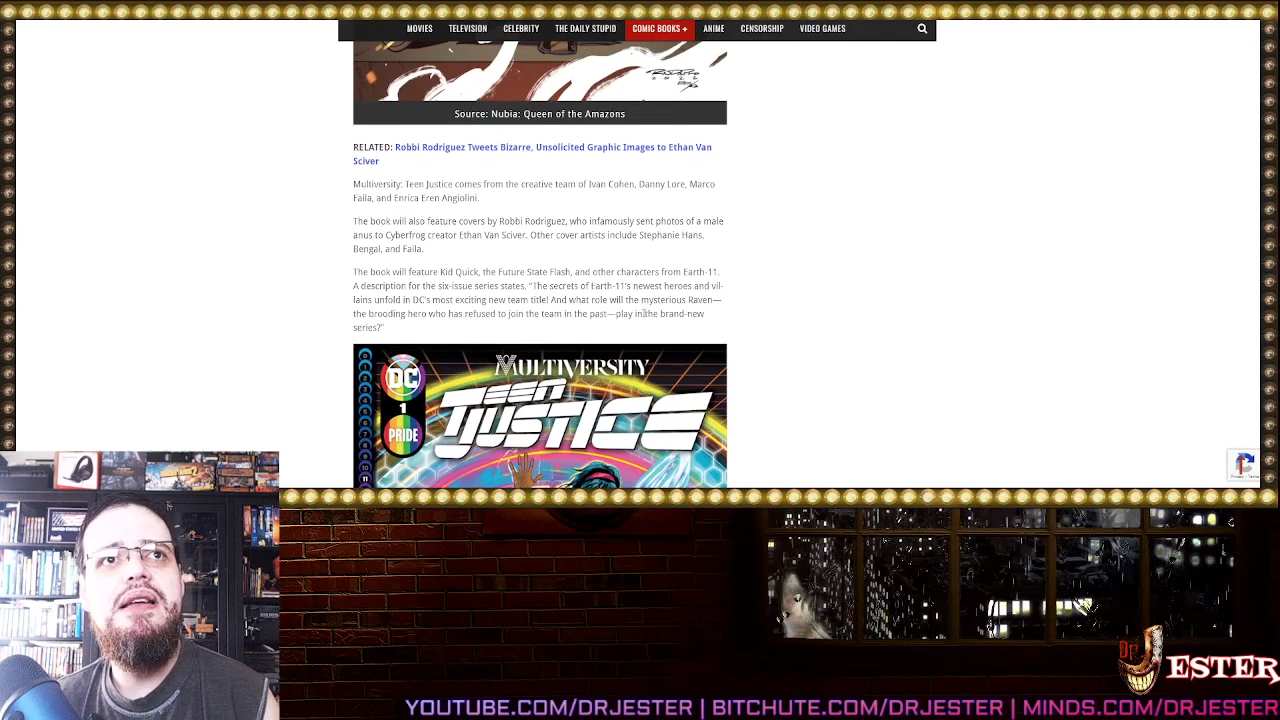 MOVIES TELEVISION CELEBRITY THE DAILY STUPID COMIC BOOKS + ANIME CENSORSHIP VIDEO GAMES
Source: Nubia: Queen of the Amazons
RELATED: Robbi Rodriguez Tweets Bizarre, Unsolicited Graphic Images to Ethan Van
Sciver
Multiversity: Teen Justice comes from the creative team of Ivan Cohen, Danny Lore, Marco
Faila, and Enrica Eren Angiolini.
The book will also feature covers by Robbi Rodriguez, who infamously sent photos of a male
anus to Cyberfrog creator Ethan Van Sciver. Other cover artists include Stephanie Hans,
Bengal, and Faila.
The book will feature Kid Quick, the Future State Flash, and other characters from Earth-11.
A description for the six-issue series states, "The secrets of Earth-11's newest heroes and vil-
lains unfold in DC's most exciting new team title! And what role will the mysterious Raven—
the brooding hero who has refused to join the team in the past—play in the brand-new
series?"
DC
1
PRIDE
MULTIVERSITY
TEEN
JUSTICE
11
Dr.
JESTER
YOUTUBE.COM/DRJESTER | BITCHUTE.COM/DRJESTER | MINDS.COM/DRJESTER